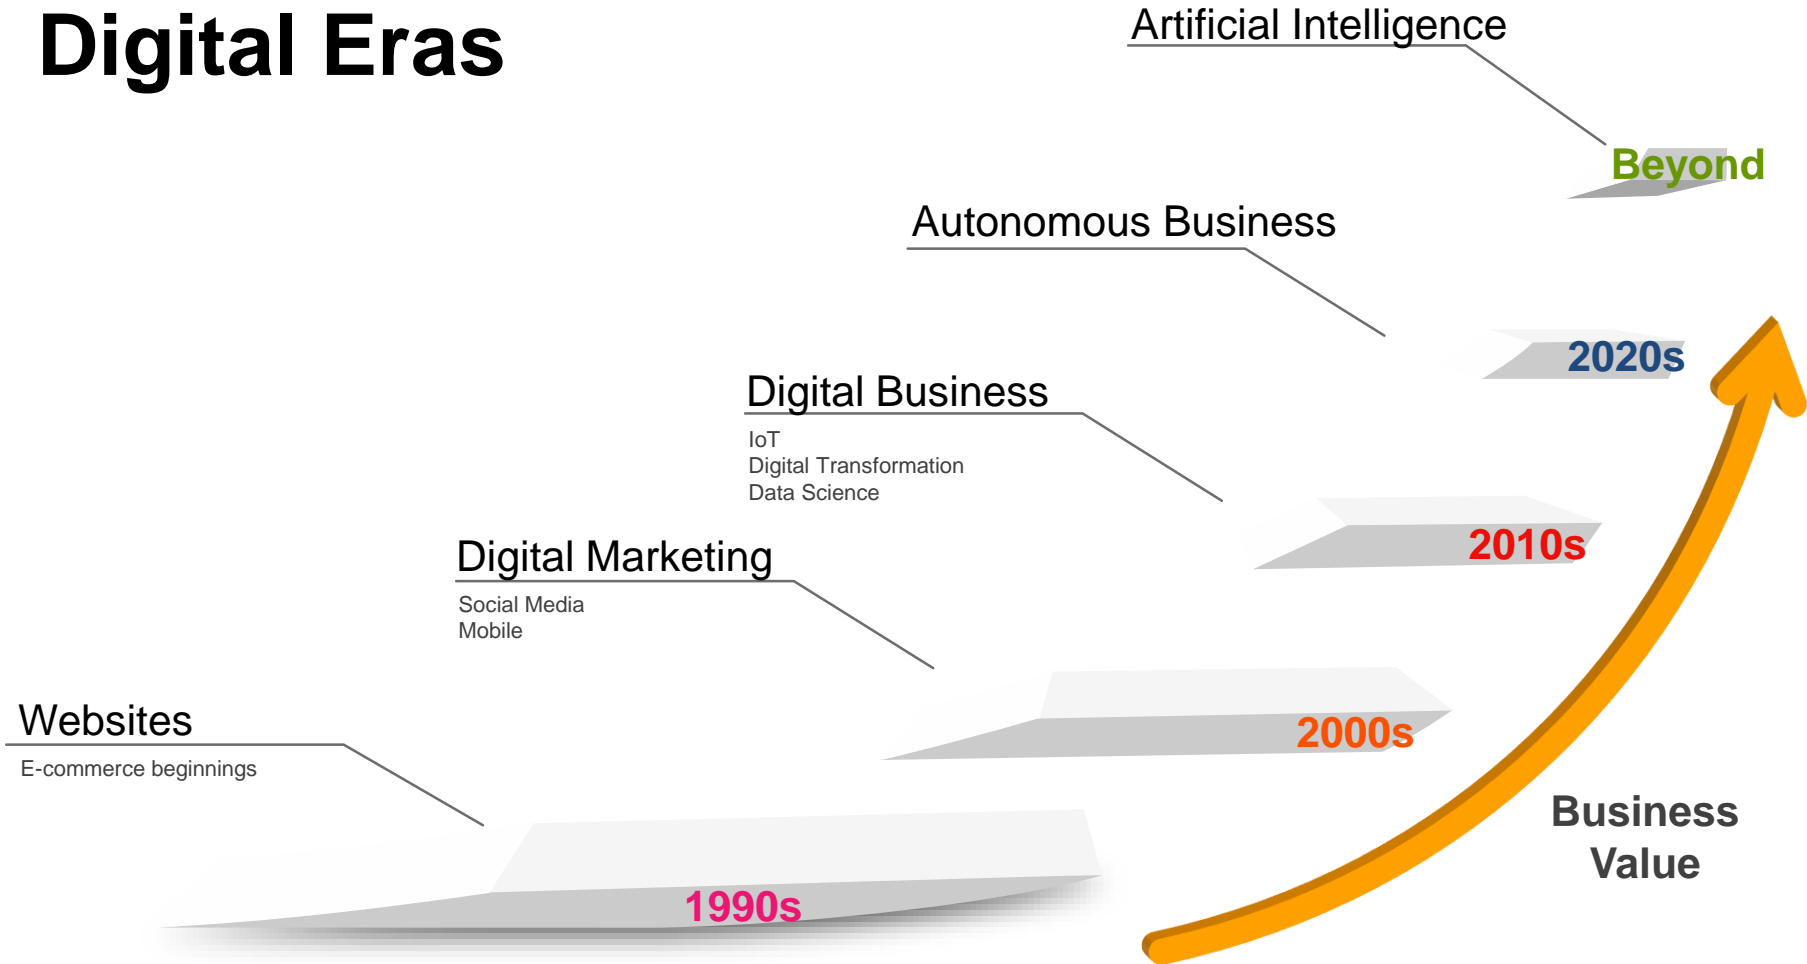 Digital Eras
Artificial Intelligence
Beyond
Autonomous Business
2020s
Digital Business
IoT
Digital Transformation
Data Science
2010s
Digital Marketing
Social Media
Mobile
2000s
Websites
E-commerce beginnings
1990s
Business
Value